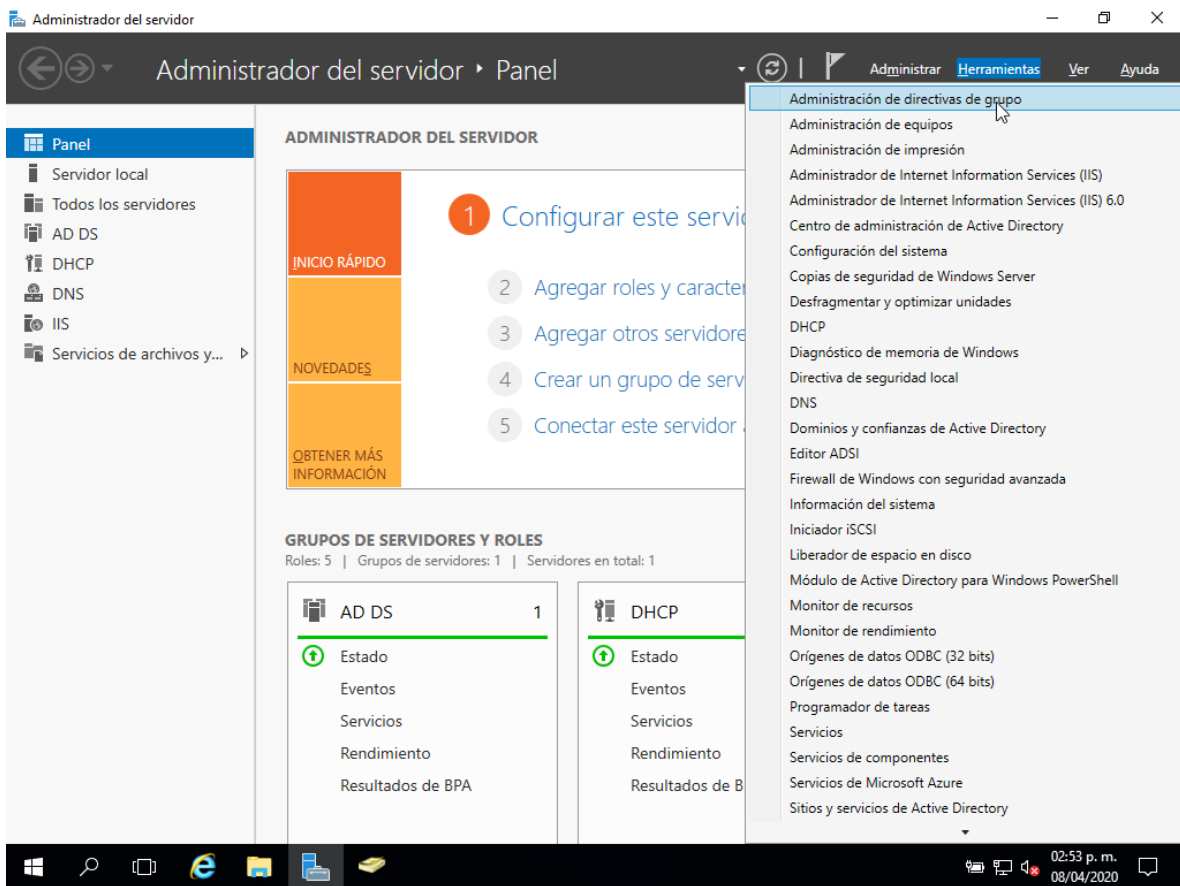 Administrador del servidor
Administrador del servidor ‣ Panel
Administrar Herramientas Ver Ayuda
Panel
Servidor local
Todos los servidores
AD DS
DHCP
DNS
IIS
Servicios de archivos y...
ADMINISTRADOR DEL SERVIDOR
INICIO RÁPIDO
NOVEDADES
OBTENER MÁS
INFORMACIÓN
1 Configurar este servic
2 Agregar roles y caracter
3 Agregar otros servidore
4 Crear un grupo de serv
5 Conectar este servidor
GRUPOS DE SERVIDORES Y ROLES
Roles: 5 | Grupos de servidores: 1 | Servidores en total: 1
AD DS 1
Estado
Eventos
Servicios
Rendimiento
Resultados de BPA
DHCP
Estado
Eventos
Servicios
Rendimiento
Resultados de B
Administración de directivas de grupo
Administración de equipos
Administración de impresión
Administrador de Internet Information Services (IIS)
Administrador de Internet Information Services (IIS) 6.0
Centro de administración de Active Directory
Configuración del sistema
Copias de seguridad de Windows Server
Desfragmentar y optimizar unidades
DHCP
Diagnóstico de memoria de Windows
Directiva de seguridad local
DNS
Dominios y confianzas de Active Directory
Editor ADSI
Firewall de Windows con seguridad avanzada
Información del sistema
Iniciador iSCSI
Liberador de espacio en disco
Módulo de Active Directory para Windows PowerShell
Monitor de recursos
Monitor de rendimiento
Orígenes de datos ODBC (32 bits)
Orígenes de datos ODBC (64 bits)
Programador de tareas
Servicios
Servicios de componentes
Servicios de Microsoft Azure
Sitios y servicios de Active Directory
02:53 p. m.
08/04/2020